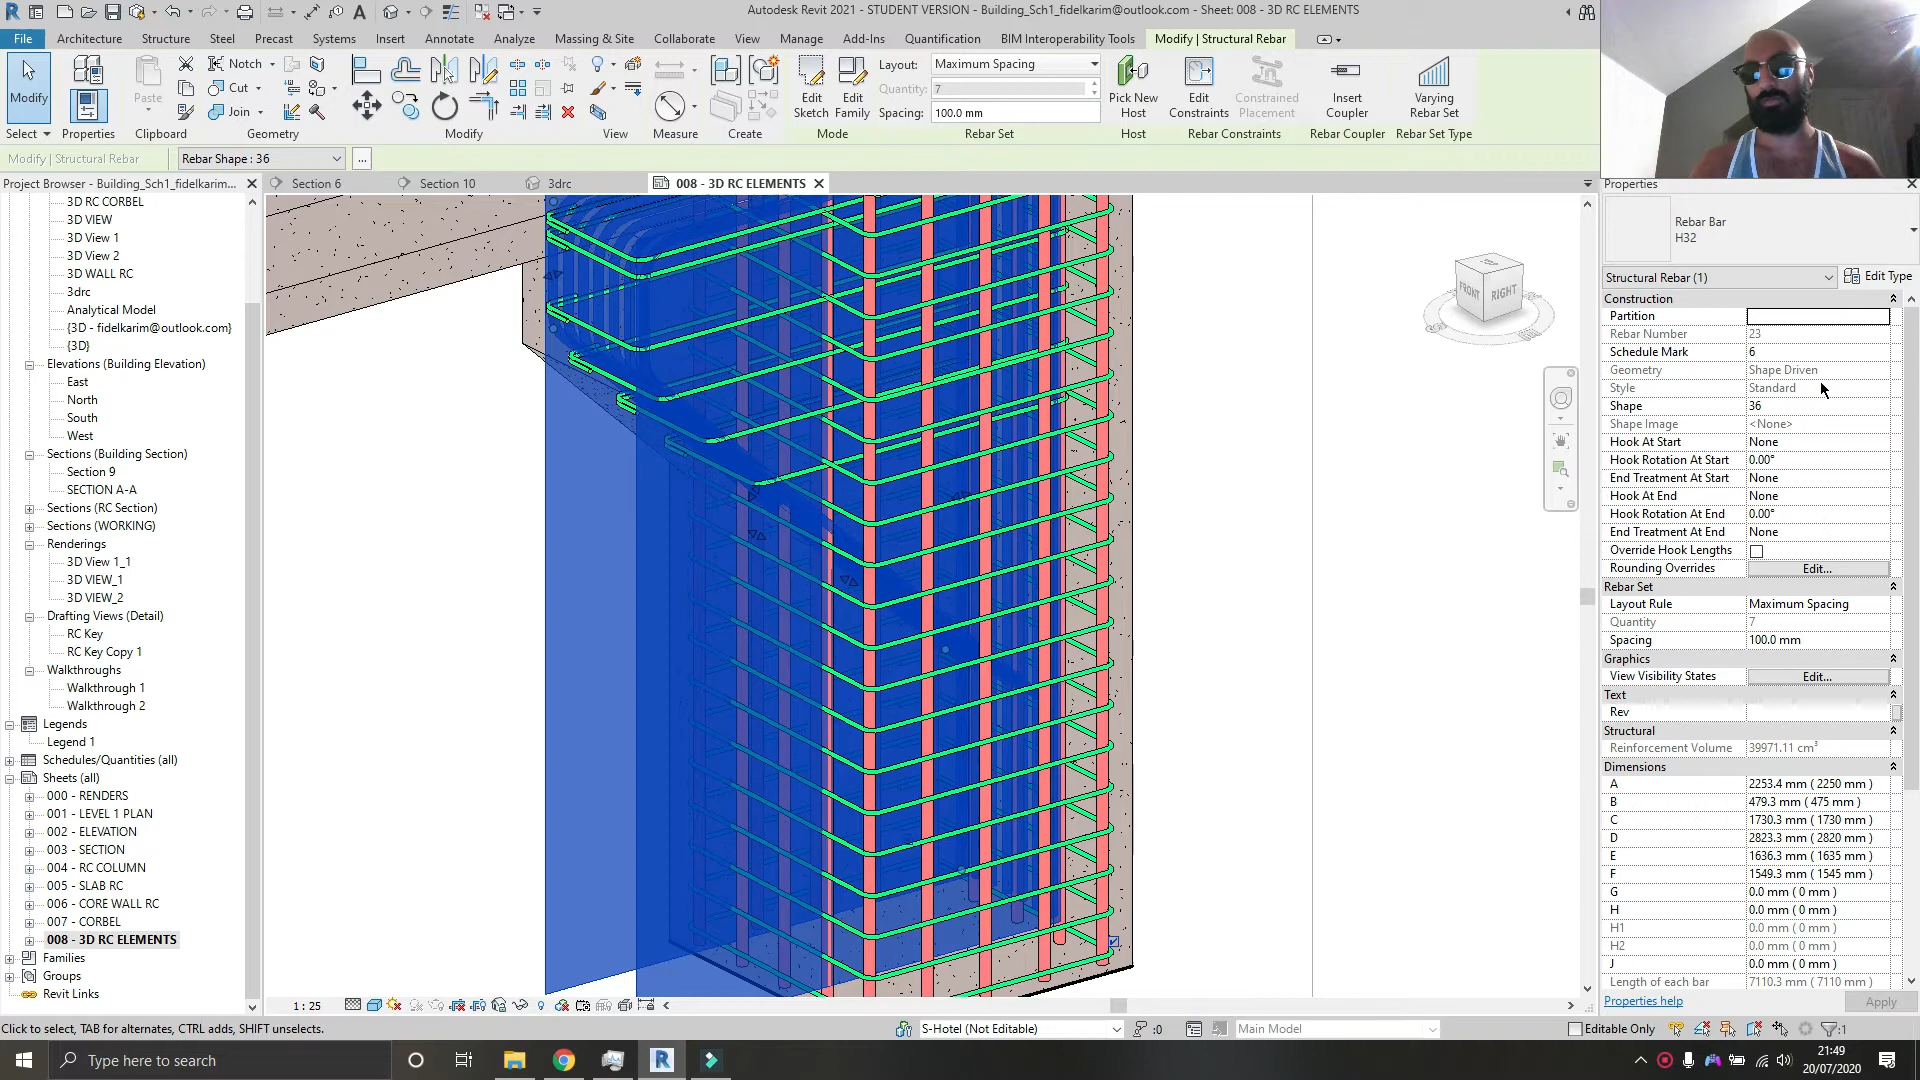 Autodesk Revit 2021 - STUDENT VERSION - Building_Sch1_fidelkarim@outlook.com - Sheet: 008 - 3D RC ELEMENTS
File Architecture Structure Steel Precast Systems Insert Annotate Analyze Massing & Site Collaborate View Manage Add-Ins Quantification BIM Interoperability Tools Modify | Structural Rebar
Modify
Select
Properties
Paste
Clipboard
Notch
Cut
Join
Geometry
Modify
View
Measure
Create
Edit Sketch
Edit Family
Mode
Layout: Maximum Spacing
Quantity: 7
Spacing: 100.0 mm
Rebar Set
Pick New Host
Host
Edit Constraints
Constrained Placement
Rebar Constraints
Insert Coupler
Rebar Coupler
Varying Rebar Set
Rebar Set Type
Modify | Structural Rebar
Rebar Shape : 36
...
Project Browser - Building_Sch1_fidelkarim...
Section 6
Section 10
3drc
008 - 3D RC ELEMENTS
3D RC CORBEL
3D VIEW
3D View 1
3D View 2
3D WALL RC
3drc
Analytical Model
{3D - fidelkarim@outlook.com}
{3D}
Elevations (Building Elevation)
East
North
South
West
Sections (Building Section)
Section 9
SECTION A-A
Sections (RC Section)
Sections (WORKING)
Renderings
3D View 1_1
3D VIEW_1
3D VIEW_2
Drafting Views (Detail)
RC Key
RC Key Copy 1
Walkthroughs
Walkthrough 1
Walkthrough 2
Legends
Legend 1
Schedules/Quantities (all)
Sheets (all)
000 - RENDERS
001 - LEVEL 1 PLAN
002 - ELEVATION
003 - SECTION
004 - RC COLUMN
005 - SLAB RC
006 - CORE WALL RC
007 - CORBEL
008 - 3D RC ELEMENTS
Families
Groups
Revit Links
FRONT
RIGHT
1 : 25
Properties
Rebar Bar
H32
Structural Rebar (1)
Edit Type
Construction
Partition
Rebar Number 23
Schedule Mark 6
Geometry Shape Driven
Style Standard
Shape 36
Shape Image <None>
Hook At Start None
Hook Rotation At Start 0.00°
End Treatment At Start None
Hook At End None
Hook Rotation At End 0.00°
End Treatment At End None
Override Hook Lengths
Rounding Overrides Edit...
Rebar Set
Layout Rule Maximum Spacing
Quantity 7
Spacing 100.0 mm
Graphics
View Visibility States Edit...
Text
Rev
Structural
Reinforcement Volume 39971.11 cm³
Dimensions
A 2253.4 mm ( 2250 mm )
B 479.3 mm ( 475 mm )
C 1730.3 mm ( 1730 mm )
D 2823.3 mm ( 2820 mm )
E 1636.3 mm ( 1635 mm )
F 1549.3 mm ( 1545 mm )
G 0.0 mm ( 0 mm )
H 0.0 mm ( 0 mm )
H1 0.0 mm ( 0 mm )
H2 0.0 mm ( 0 mm )
J 0.0 mm ( 0 mm )
Length of each bar 7110.3 mm ( 7110 mm )
Properties help
Apply
Click to select, TAB for alternates, CTRL adds, SHIFT unselects.
S-Hotel (Not Editable)
:0
Main Model
Editable Only
:1
Type here to search
21:49
20/07/2020